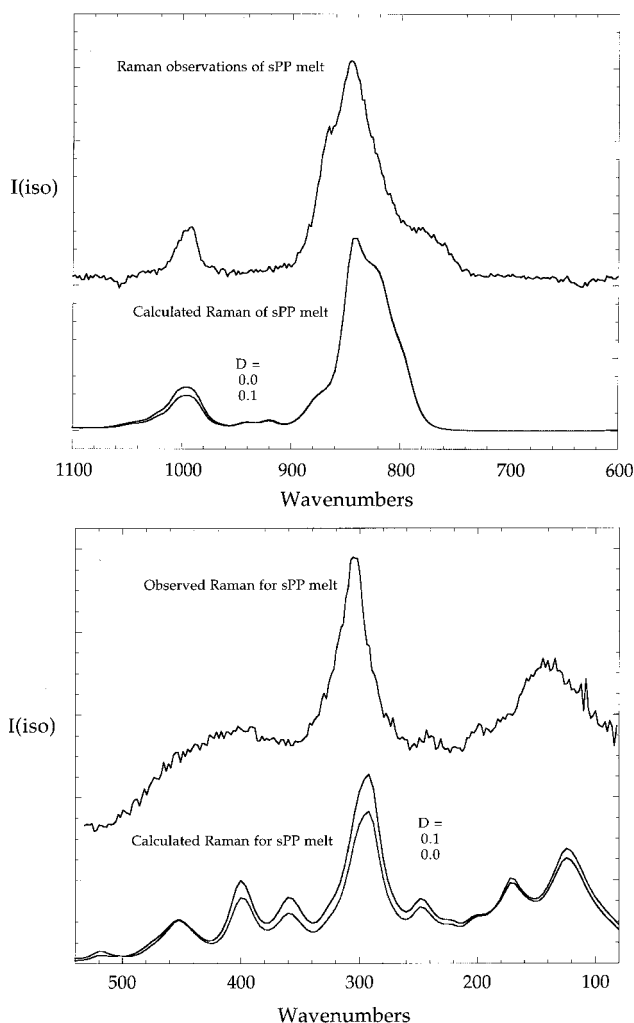 Raman observations of sPP melt
I(iso)
Calculated Raman of sPP melt
D =
0.0
0.1
1100 1000 900 800 700 600
Wavenumbers
Observed Raman for sPP melt
I(iso)
D =
0.1
Calculated Raman for sPP melt
0.0
500 400 300 200 100
Wavenumbers